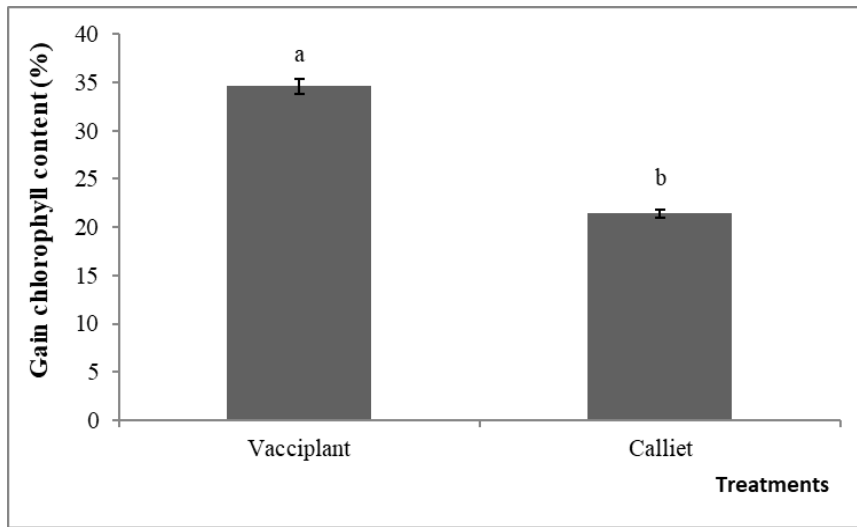 Gain chlorophyll content (%)
40
35
30
25
20
15
10
5
0
a
b
Vacciplant
Calliet
Treatments